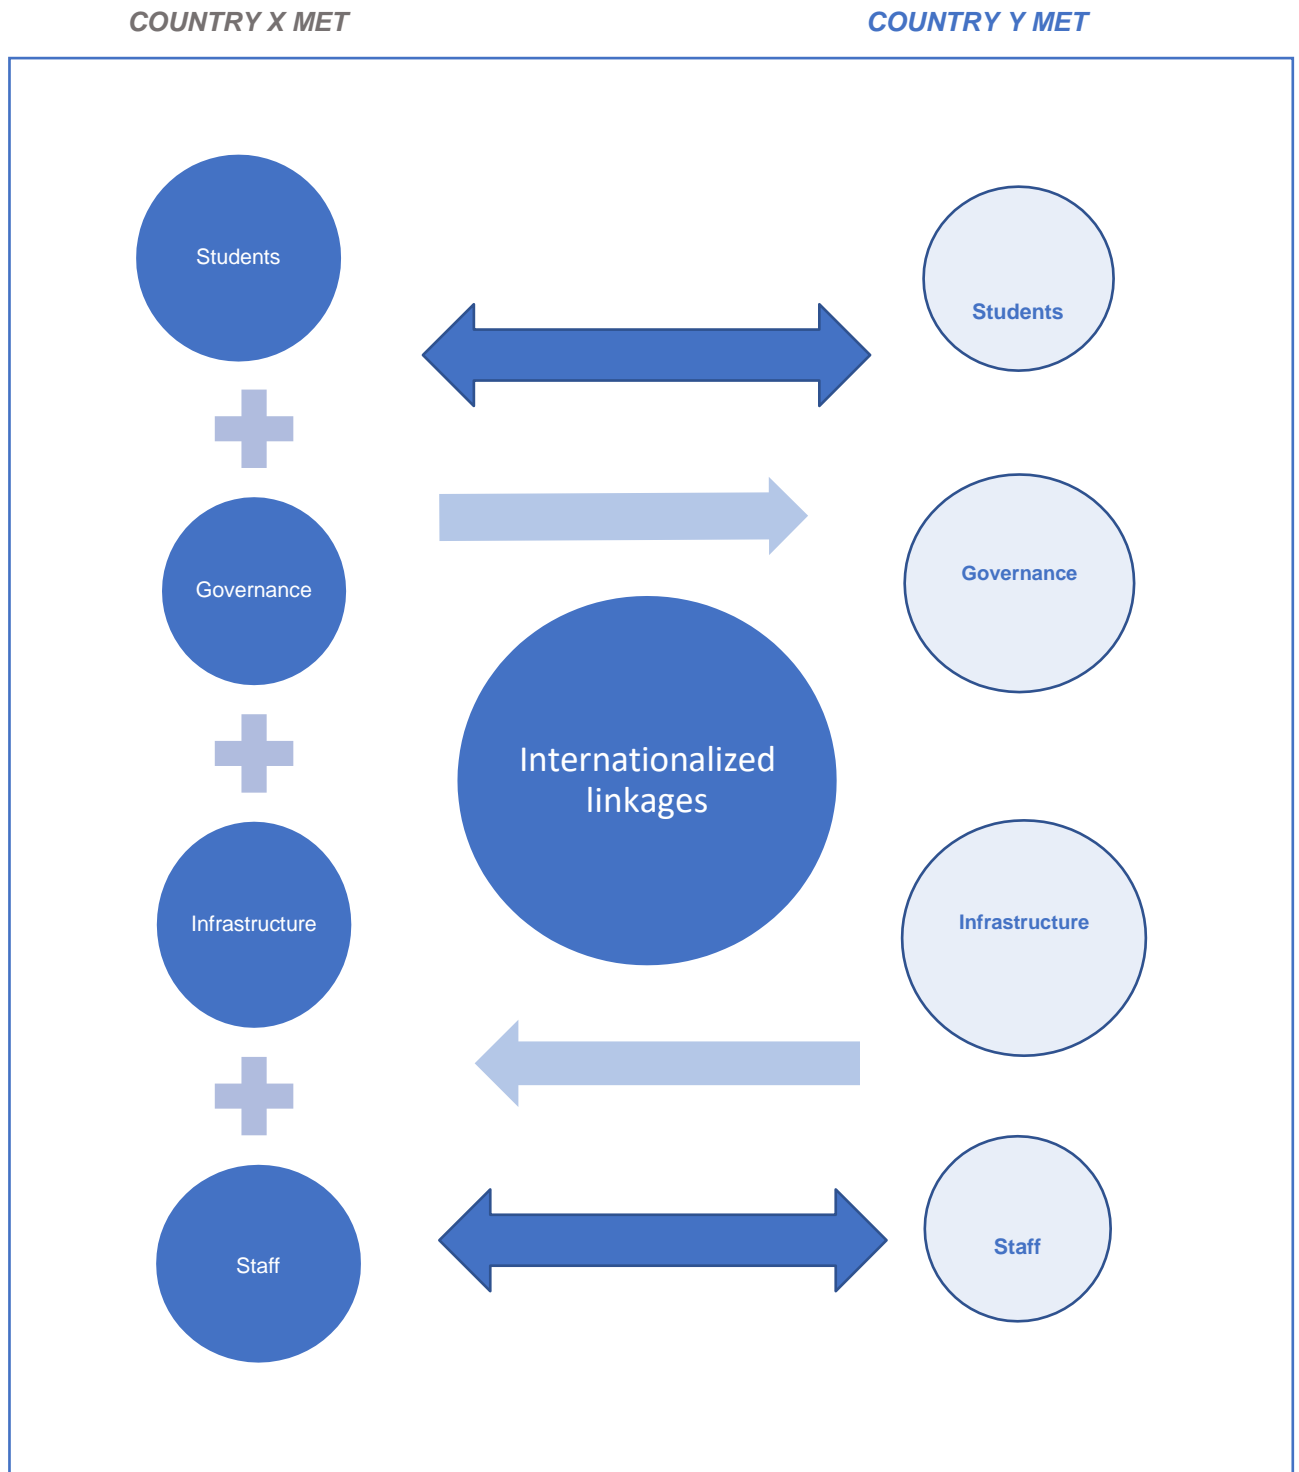 COUNTRY X MET
COUNTRY Y MET
Students
Students
Governance
Governance
Internationalized
linkages
Infrastructure
Infrastructure
Staff
Staff